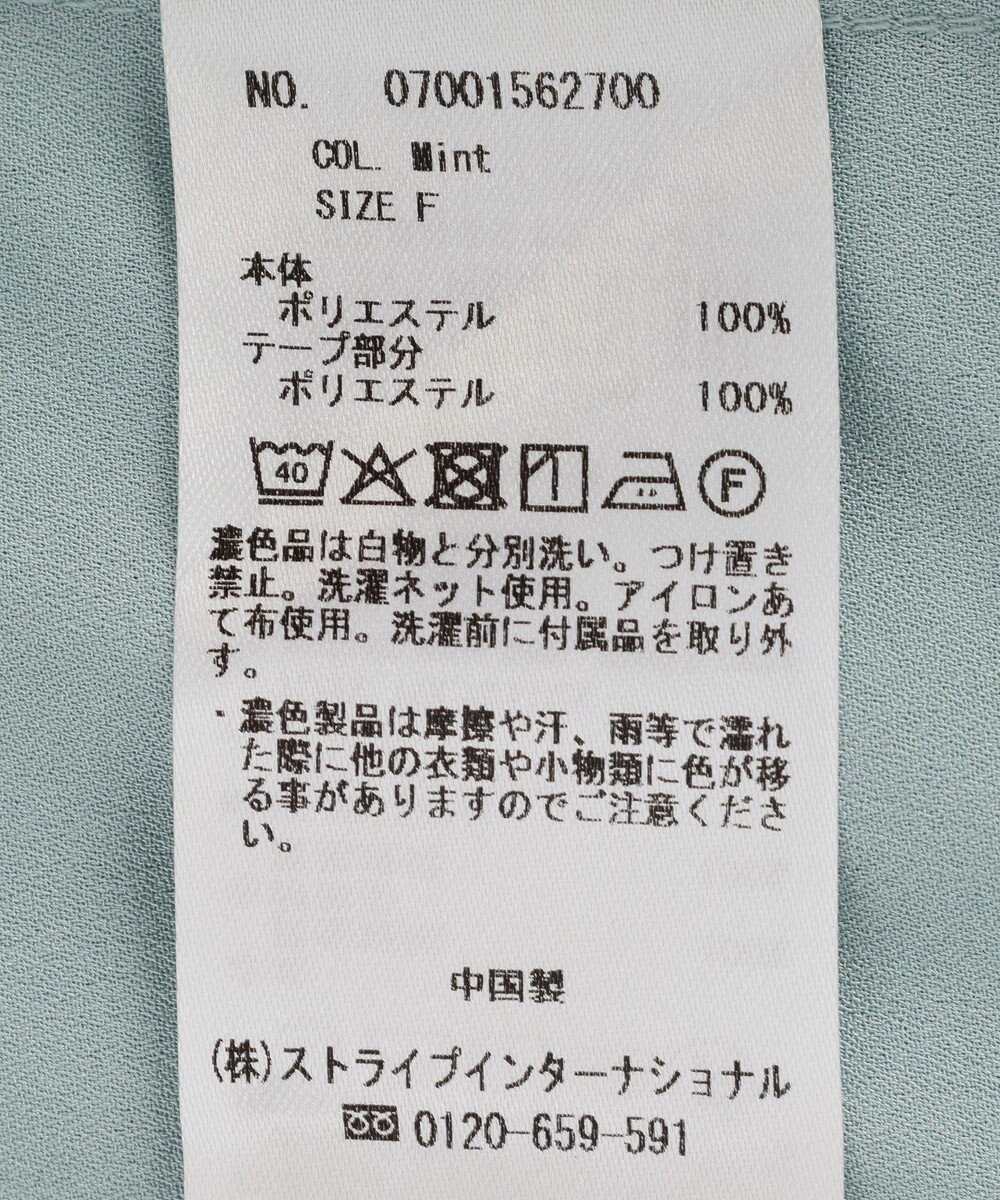 NO. 07001562700
COL. Mint
SIZE F
本体
ポリエステル 100%
テープ部分
ポリエステル 100%
40 F
濃色品は白物と分別洗い。つけ置き
禁止。洗濯ネット使用。アイロンあ
て布使用。洗濯前に付属品を取り外
す。
・濃色製品は摩擦や汗、雨等で濡れ
た際に他の衣類や小物類に色が移
る事がありますのでご注意くださ
い。
中国製
(株)ストライプインターナショナル
0120-659-591